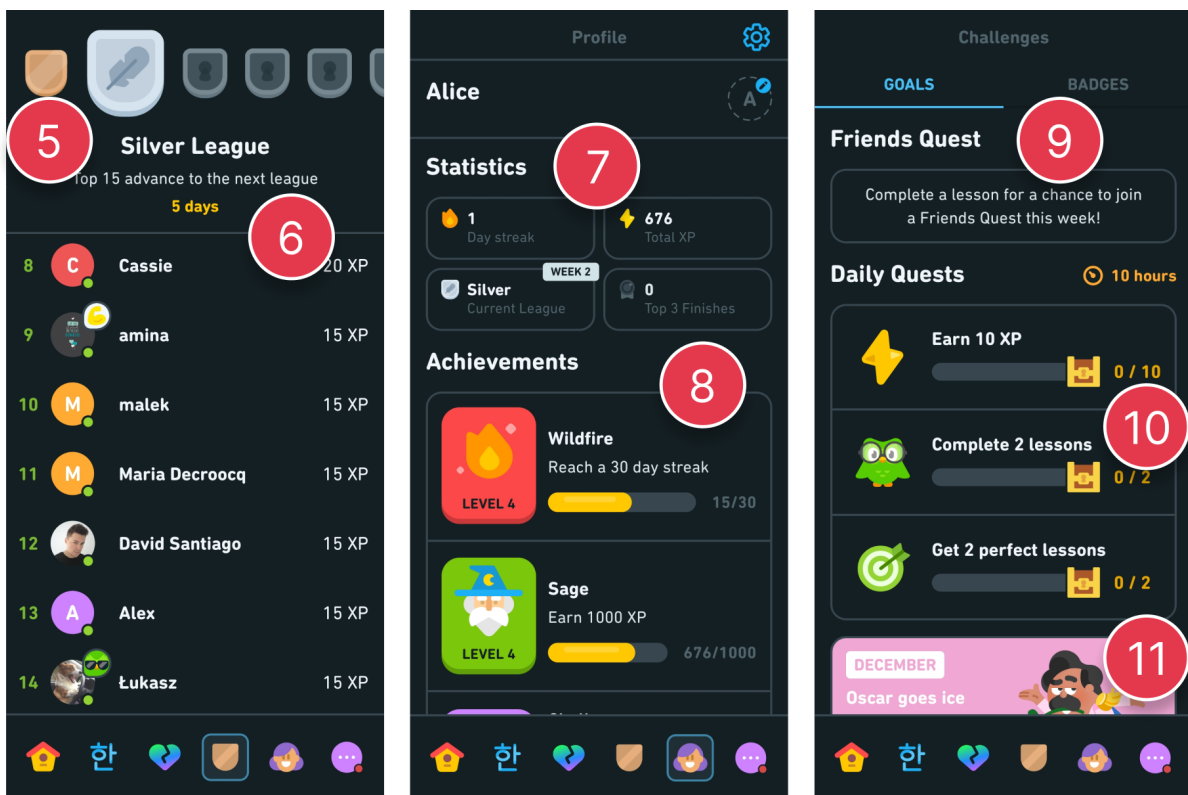 5
Silver League
Top 15 advance to the next league
5 days
6
8 C Cassie 20 XP
9 amina 15 XP
10 M malek 15 XP
11 M Maria Decroocq 15 XP
12 David Santiago 15 XP
13 A Alex 15 XP
14 Łukasz 15 XP
한
Profile
Alice
A
Statistics
7
1
Day streak
676
Total XP
WEEK 2
Silver
Current League
0
Top 3 Finishes
Achievements
8
Wildfire
Reach a 30 day streak
LEVEL 4
15/30
Sage
Earn 1000 XP
LEVEL 4
676/1000
한
Challenges
GOALS
BADGES
Friends Quest
9
Complete a lesson for a chance to join
a Friends Quest this week!
Daily Quests
10 hours
Earn 10 XP
0 / 10
10
Complete 2 lessons
0 / 2
Get 2 perfect lessons
0 / 2
11
DECEMBER
Oscar goes ice
한